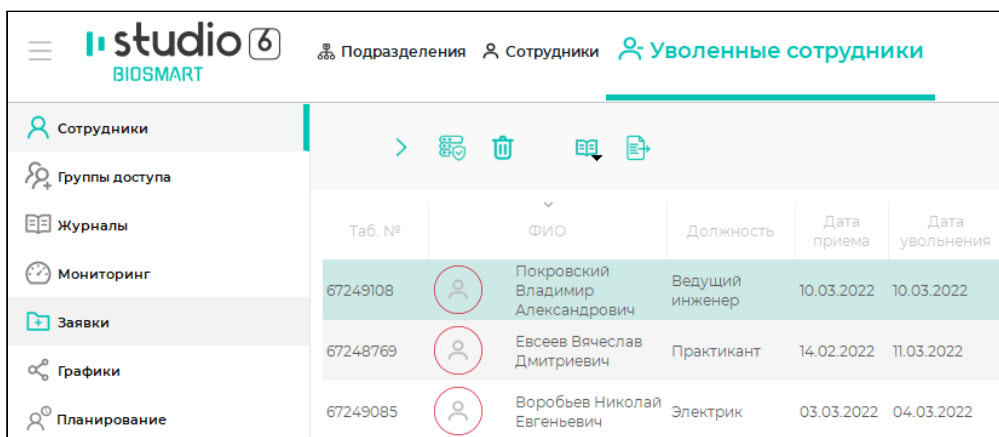 studio 6
BIOSMART
Подразделения Сотрудники Уволенные сотрудники
Сотрудники
Группы доступа
Журналы
Мониторинг
Заявки
Графики
Планирование
Таб. № ФИО Должность Дата приема Дата увольнения
67249108 Покровский Владимир Александрович Ведущий инженер 10.03.2022 10.03.2022
67248769 Евсеев Вячеслав Дмитриевич Практикант 14.02.2022 11.03.2022
67249085 Воробьев Николай Евгеньевич Электрик 03.03.2022 04.03.2022